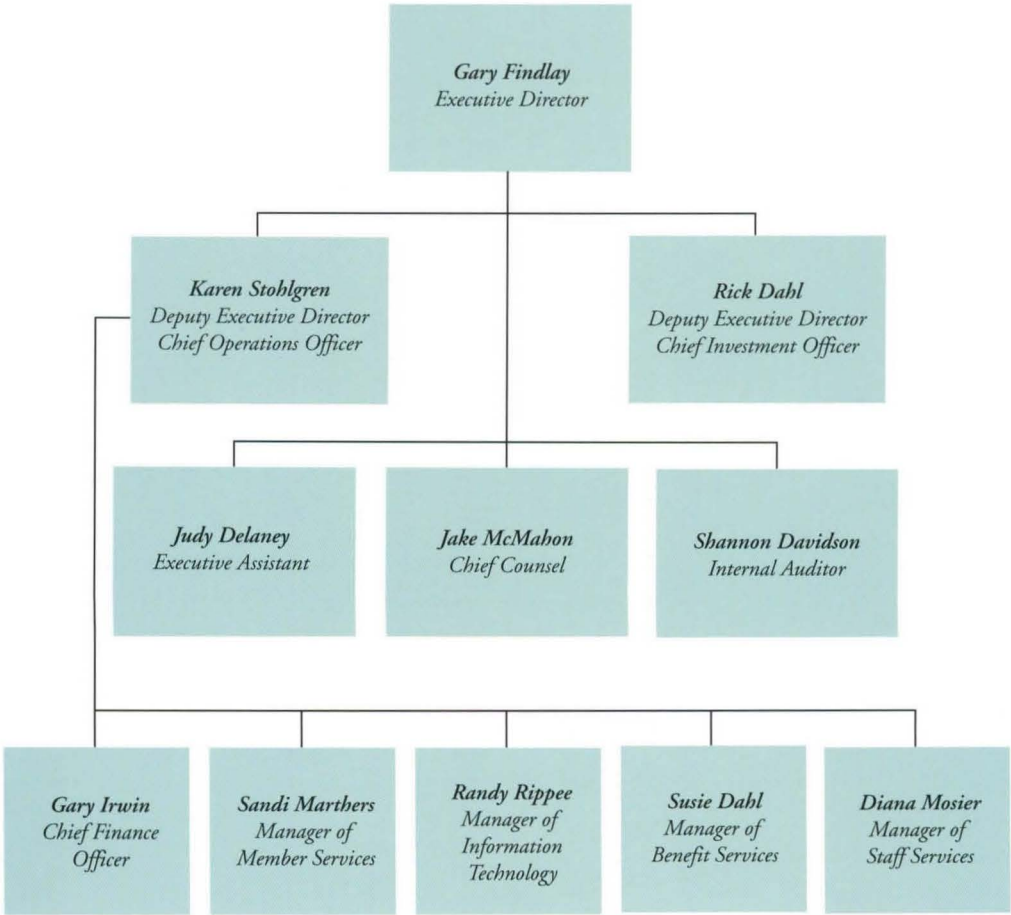 Gary Findlay
Executive Director
Karen Stohlgren
Deputy Executive Director
Chief Operations Officer
Rick Dahl
Deputy Executive Director
Chief Investment Officer
Judy Delaney
Executive Assistant
Jake McMahon
Chief Counsel
Shannon Davidson
Internal Auditor
Gary Irwin
Chief Finance
Officer
Sandi Marthers
Manager of
Member Services
Randy Rippee
Manager of
Information
Technology
Susie Dahl
Manager of
Benefit Services
Diana Mosier
Manager of
Staff Services